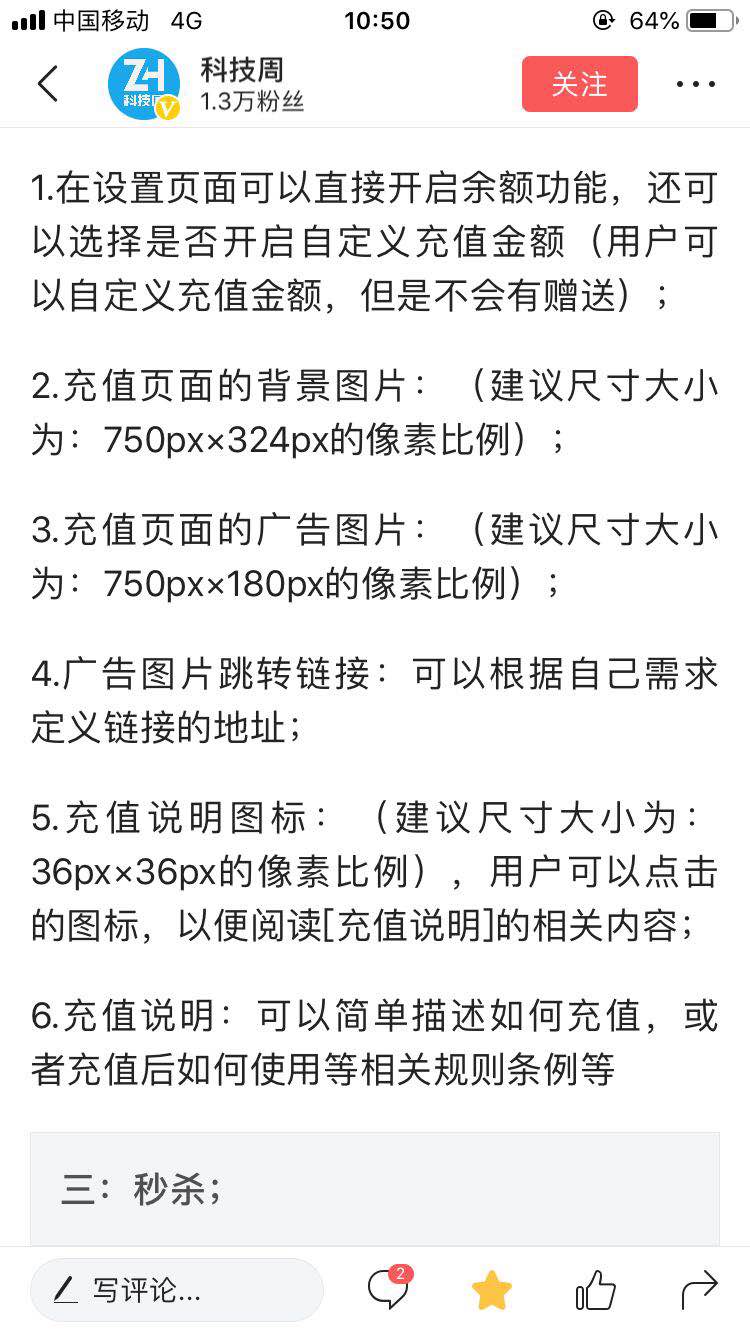 中国移动 4G 10:50 64%
ZH 科技周 V
科技周
1.3万粉丝
关注
1.在设置页面可以直接开启余额功能，还可
以选择是否开启自定义充值金额（用户可
以自定义充值金额，但是不会有赠送）；
2.充值页面的背景图片：（建议尺寸大小
为：750px×324px的像素比例）；
3.充值页面的广告图片：（建议尺寸大小
为：750px×180px的像素比例）；
4.广告图片跳转链接：可以根据自己需求
定义链接的地址；
5.充值说明图标：（建议尺寸大小为：
36px×36px的像素比例），用户可以点击
的图标，以便阅读[充值说明]的相关内容；
6.充值说明：可以简单描述如何充值，或
者充值后如何使用等相关规则条例等
三：秒杀；
写评论... 2